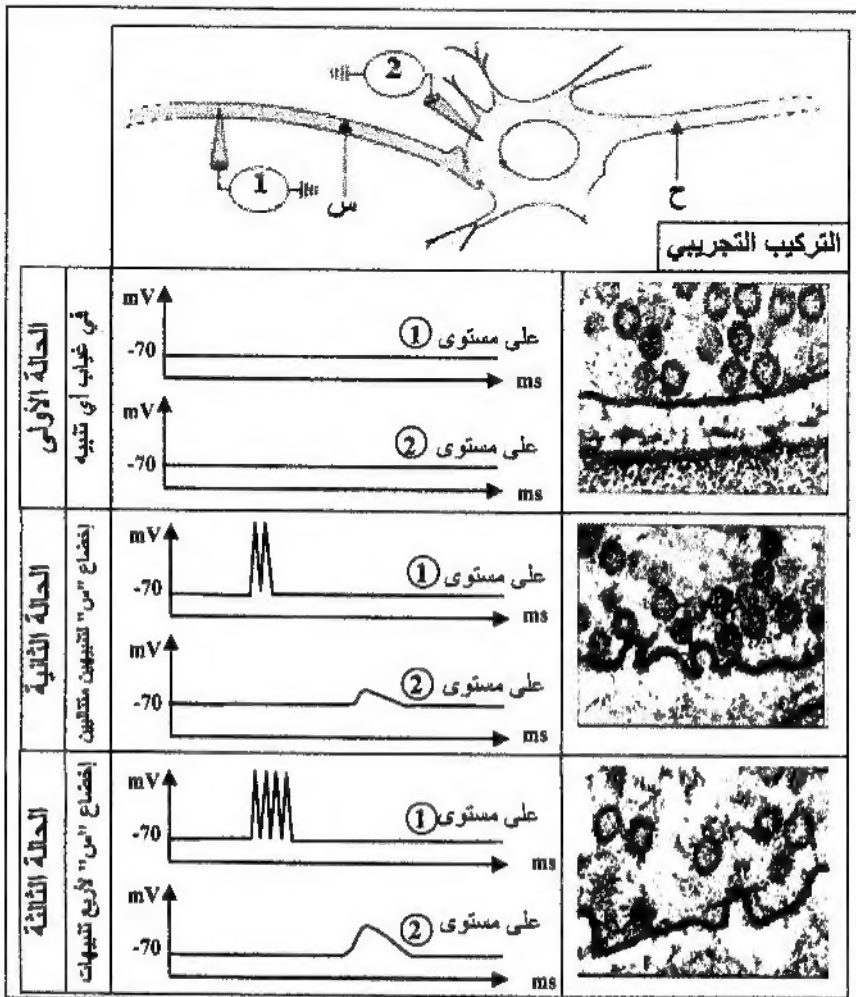 2
1
س
ح
التركيب التجريبي
الحالة الأولى
في غياب أي تنبيه
mV
-70
على مستوى ①
ms
mV
-70
على مستوى ②
ms
الحالة الثانية
إخضاع "س" لتنبيهين متتاليين
mV
-70
على مستوى ①
ms
mV
-70
على مستوى ②
ms
الحالة الثالثة
إخضاع "س" لأربع تنبيهات
mV
-70
على مستوى ①
ms
mV
-70
على مستوى ②
ms